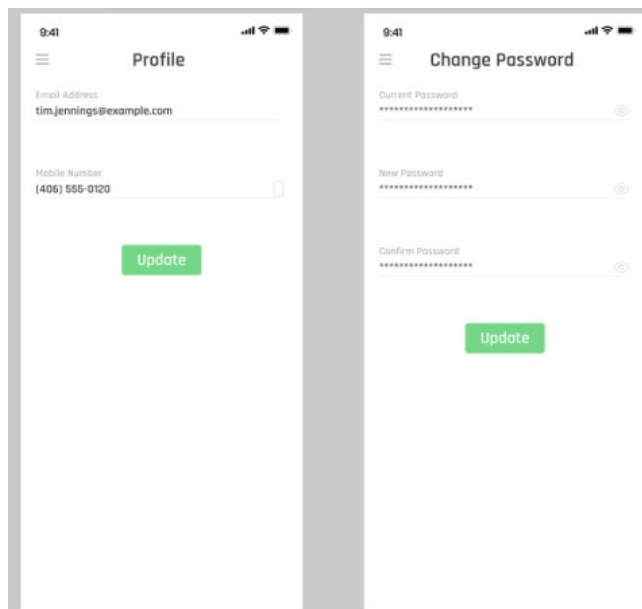 9:41
Profile
Email Address
tim.jennings@example.com
Mobile Number
(406) 555-0120
Update
9:41
Change Password
Current Password
*******************
New Password
*******************
Confirm Password
*******************
Update